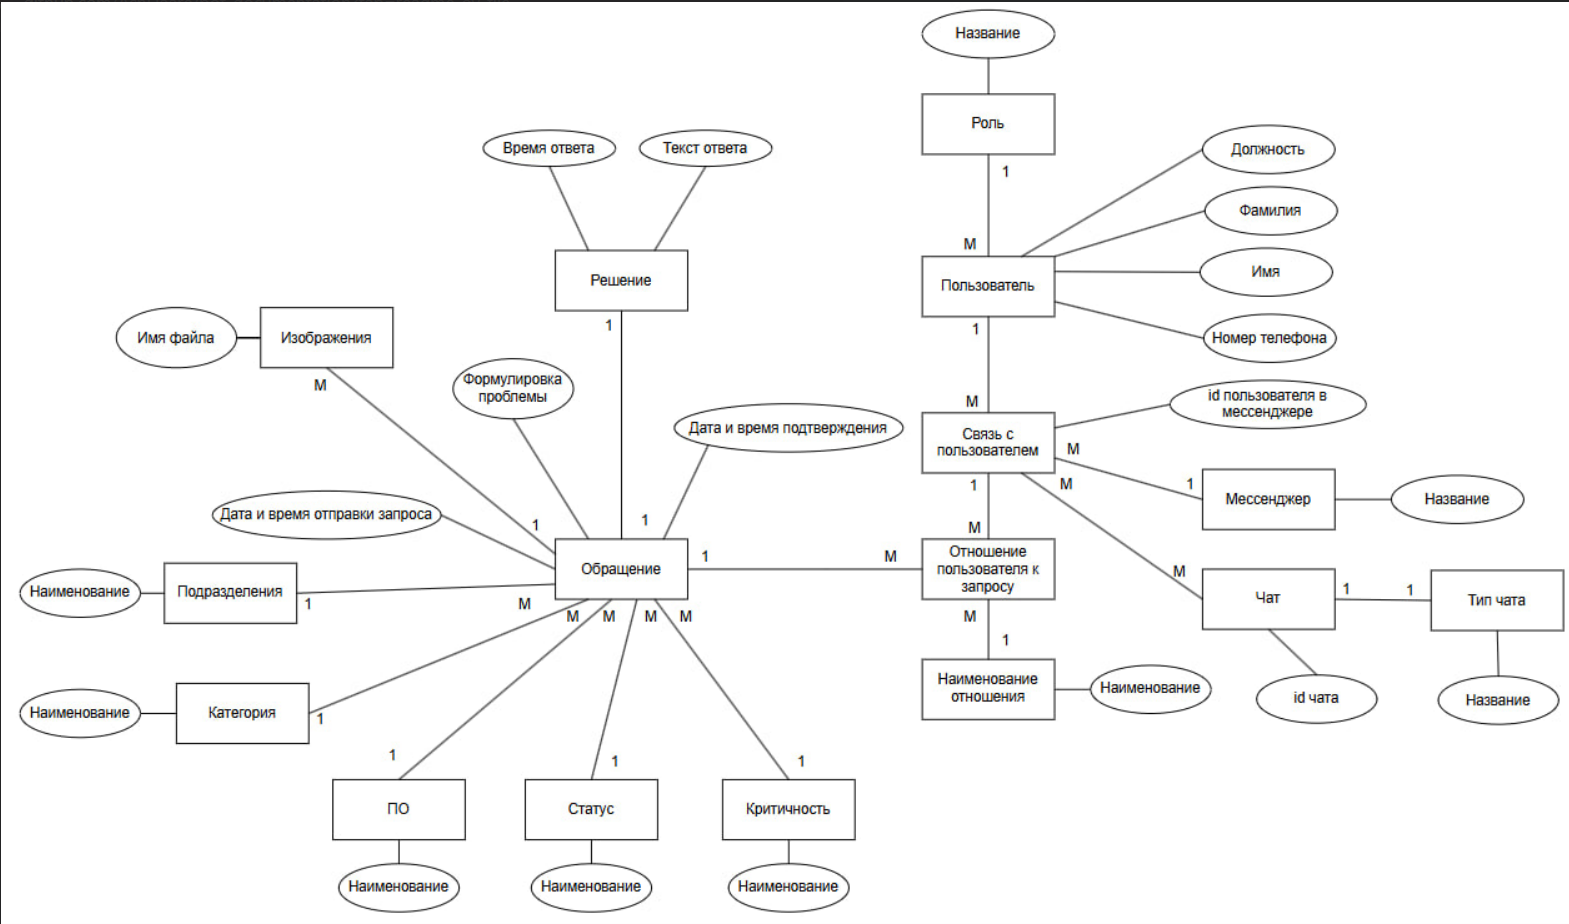 Название
Роль
1
Время ответа
Текст ответа
Должность
Фамилия
М
Решение
Пользователь
Имя
1
1
Имя файла
Изображения
Номер телефона
М
Формулировка
проблемы
М
id пользователя в
мессенджере
Дата и время подтверждения
Связь с
пользователем
М
1
М
1
Мессенджер
Название
Дата и время отправки запроса
1
1
М
Обращение
1
М
Отношение
пользователя к
запросу
М
Чат
1
1
Тип чата
Наименование
Подразделения
1
М
М
М
М
М
М
1
Наименование
отношения
Наименование
id чата
Название
Наименование
Категория
1
1
1
1
ПО
Статус
Критичность
Наименование
Наименование
Наименование